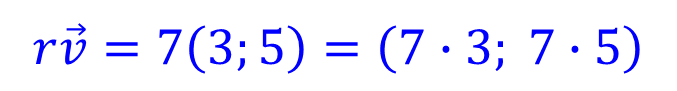 rv⃗ = 7(3; 5) = (7 · 3; 7 · 5)